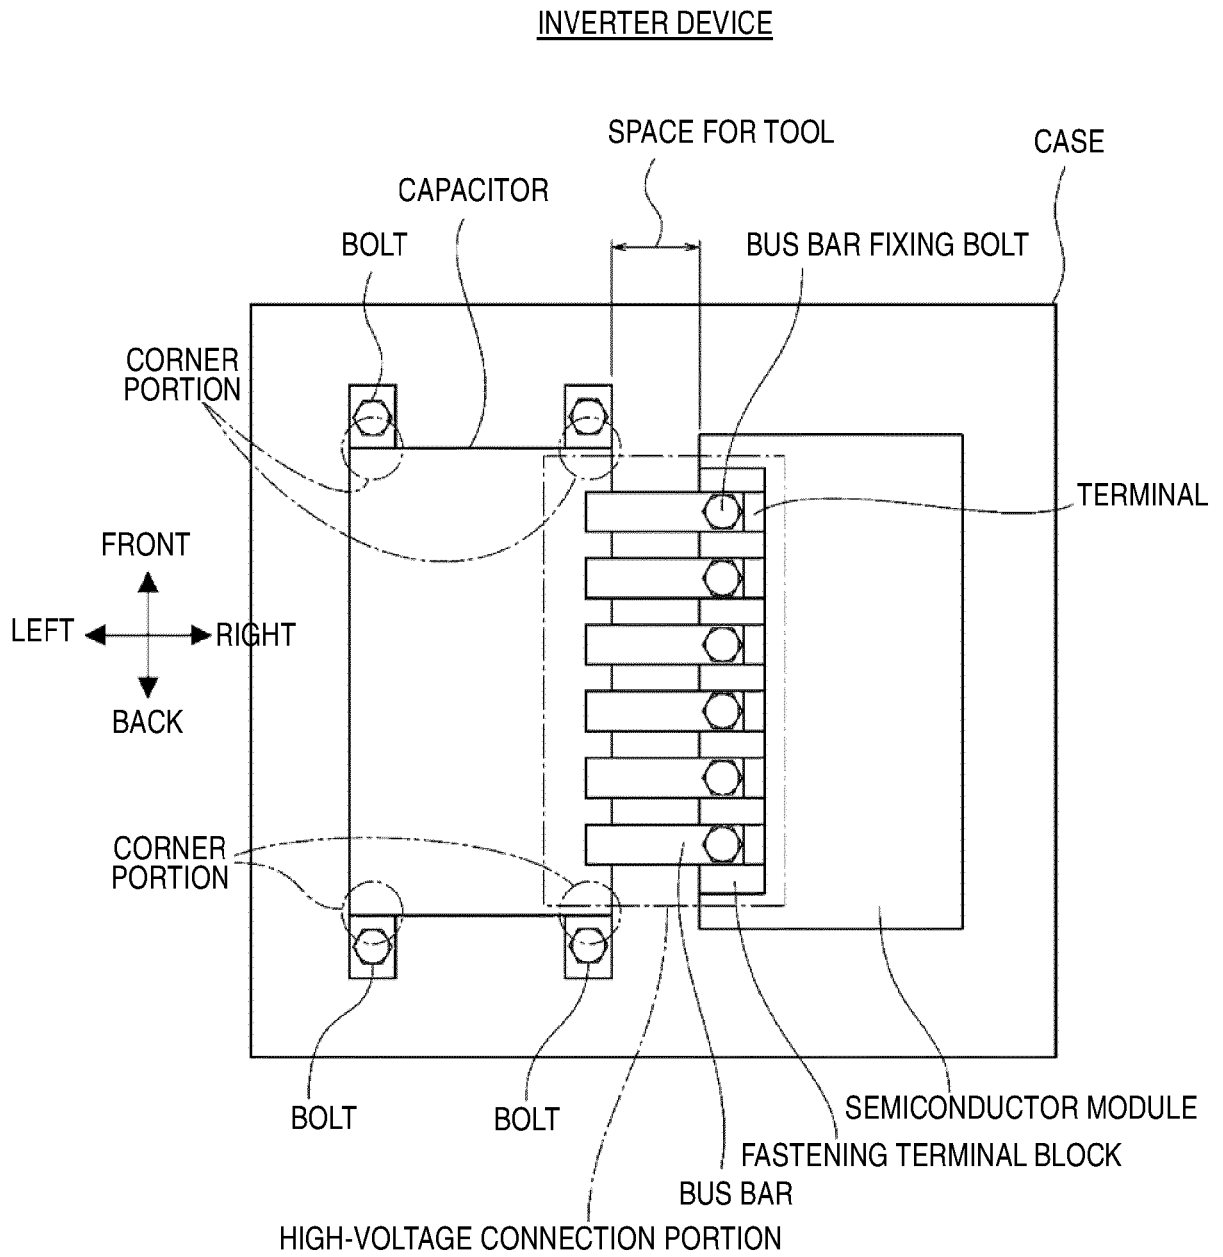 INVERTER DEVICE
SPACE FOR TOOL
CASE
CAPACITOR
BOLT
BUS BAR FIXING BOLT
CORNER
PORTION
TERMINAL
FRONT
LEFT
RIGHT
BACK
CORNER
PORTION
BOLT
BOLT
SEMICONDUCTOR MODULE
FASTENING TERMINAL BLOCK
BUS BAR
HIGH-VOLTAGE CONNECTION PORTION